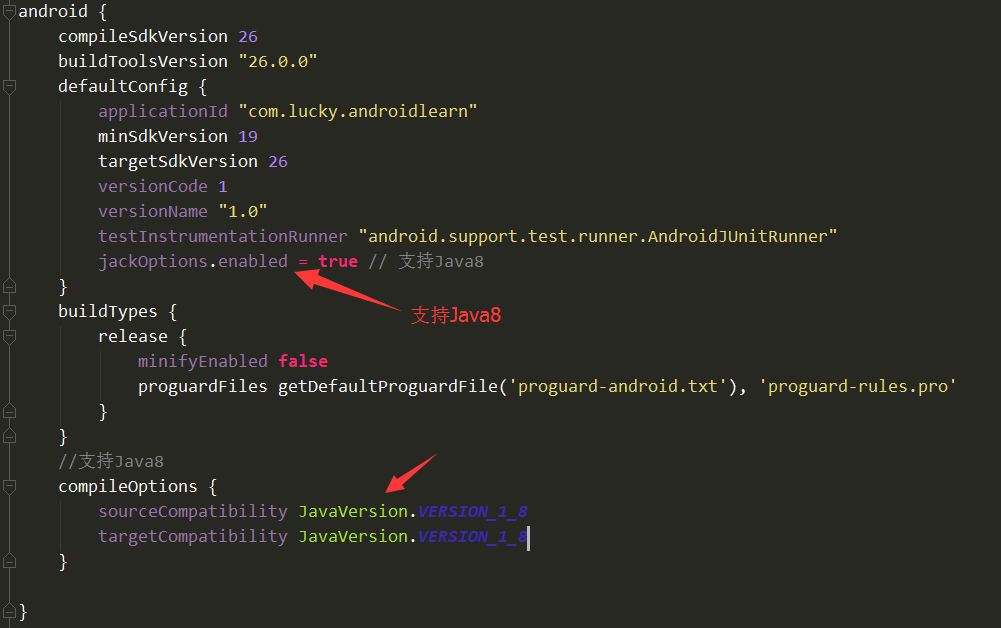 android {
compileSdkVersion 26
buildToolsVersion "26.0.0"
defaultConfig {
applicationId "com.lucky.androidlearn"
minSdkVersion 19
targetSdkVersion 26
versionCode 1
versionName "1.0"
testInstrumentationRunner "android.support.test.runner.AndroidJUnitRunner"
jackOptions.enabled = true // 支持Java8
}
支持Java8
buildTypes {
release {
minifyEnabled false
proguardFiles getDefaultProguardFile('proguard-android.txt'), 'proguard-rules.pro'
}
}
//支持Java8
compileOptions {
sourceCompatibility JavaVersion.VERSION_1_8
targetCompatibility JavaVersion.VERSION_1_8
}
}